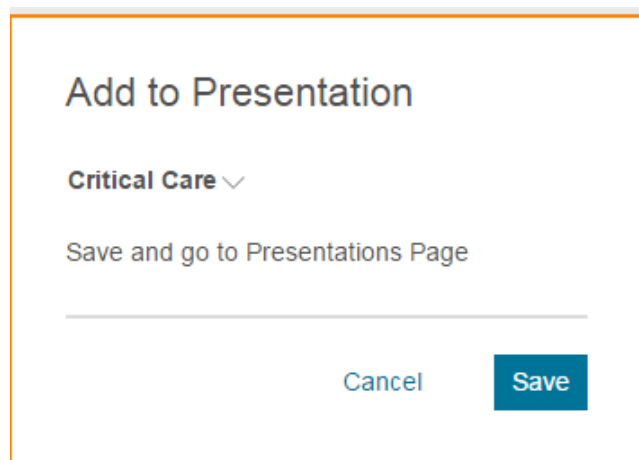 Add to Presentation
Critical Care
Save and go to Presentations Page
Cancel Save